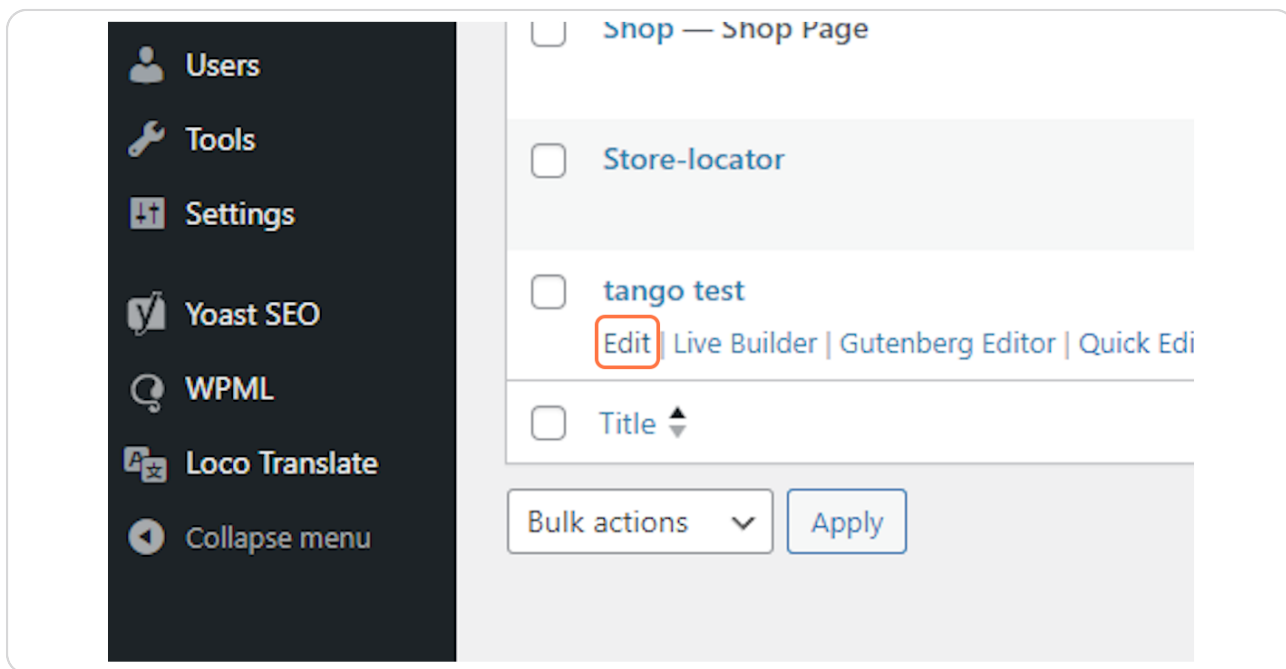 Users
Tools
Settings
Yoast SEO
WPML
Loco Translate
Collapse menu
Shop — Shop Page
Store-locator
tango test
Edit | Live Builder | Gutenberg Editor | Quick Edi
Title
Bulk actions
Apply